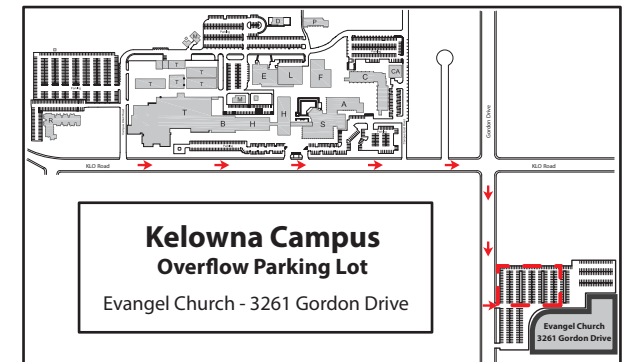 D
P
E
L
F
C
CA
T
T
T
T
T
T
M
A
R
T
H
B
H
S
Gordon Drive
KLO Road
KLO Road
Kelowna Campus
Overflow Parking Lot
Evangel Church - 3261 Gordon Drive
Evangel Church
3261 Gordon Drive